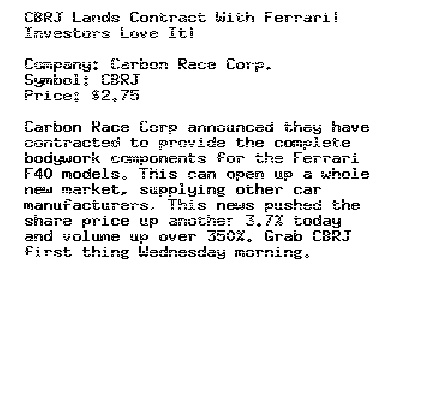 CBRJ Lands Contract With Ferrari!
Investors Love It!
Company: Carbon Race Corp.
Symbol: CBRJ
Price: $2.75
Carbon Race Corp announced they have
contracted to provide the complete
bodywork components for the Ferrari
F40 models. This can open up a whole
new market, supplying other car
manufacturers. This news pushed the
share price up another 3.7% today
and volume up over 350%. Grab CBRJ
first thing Wednesday morning.